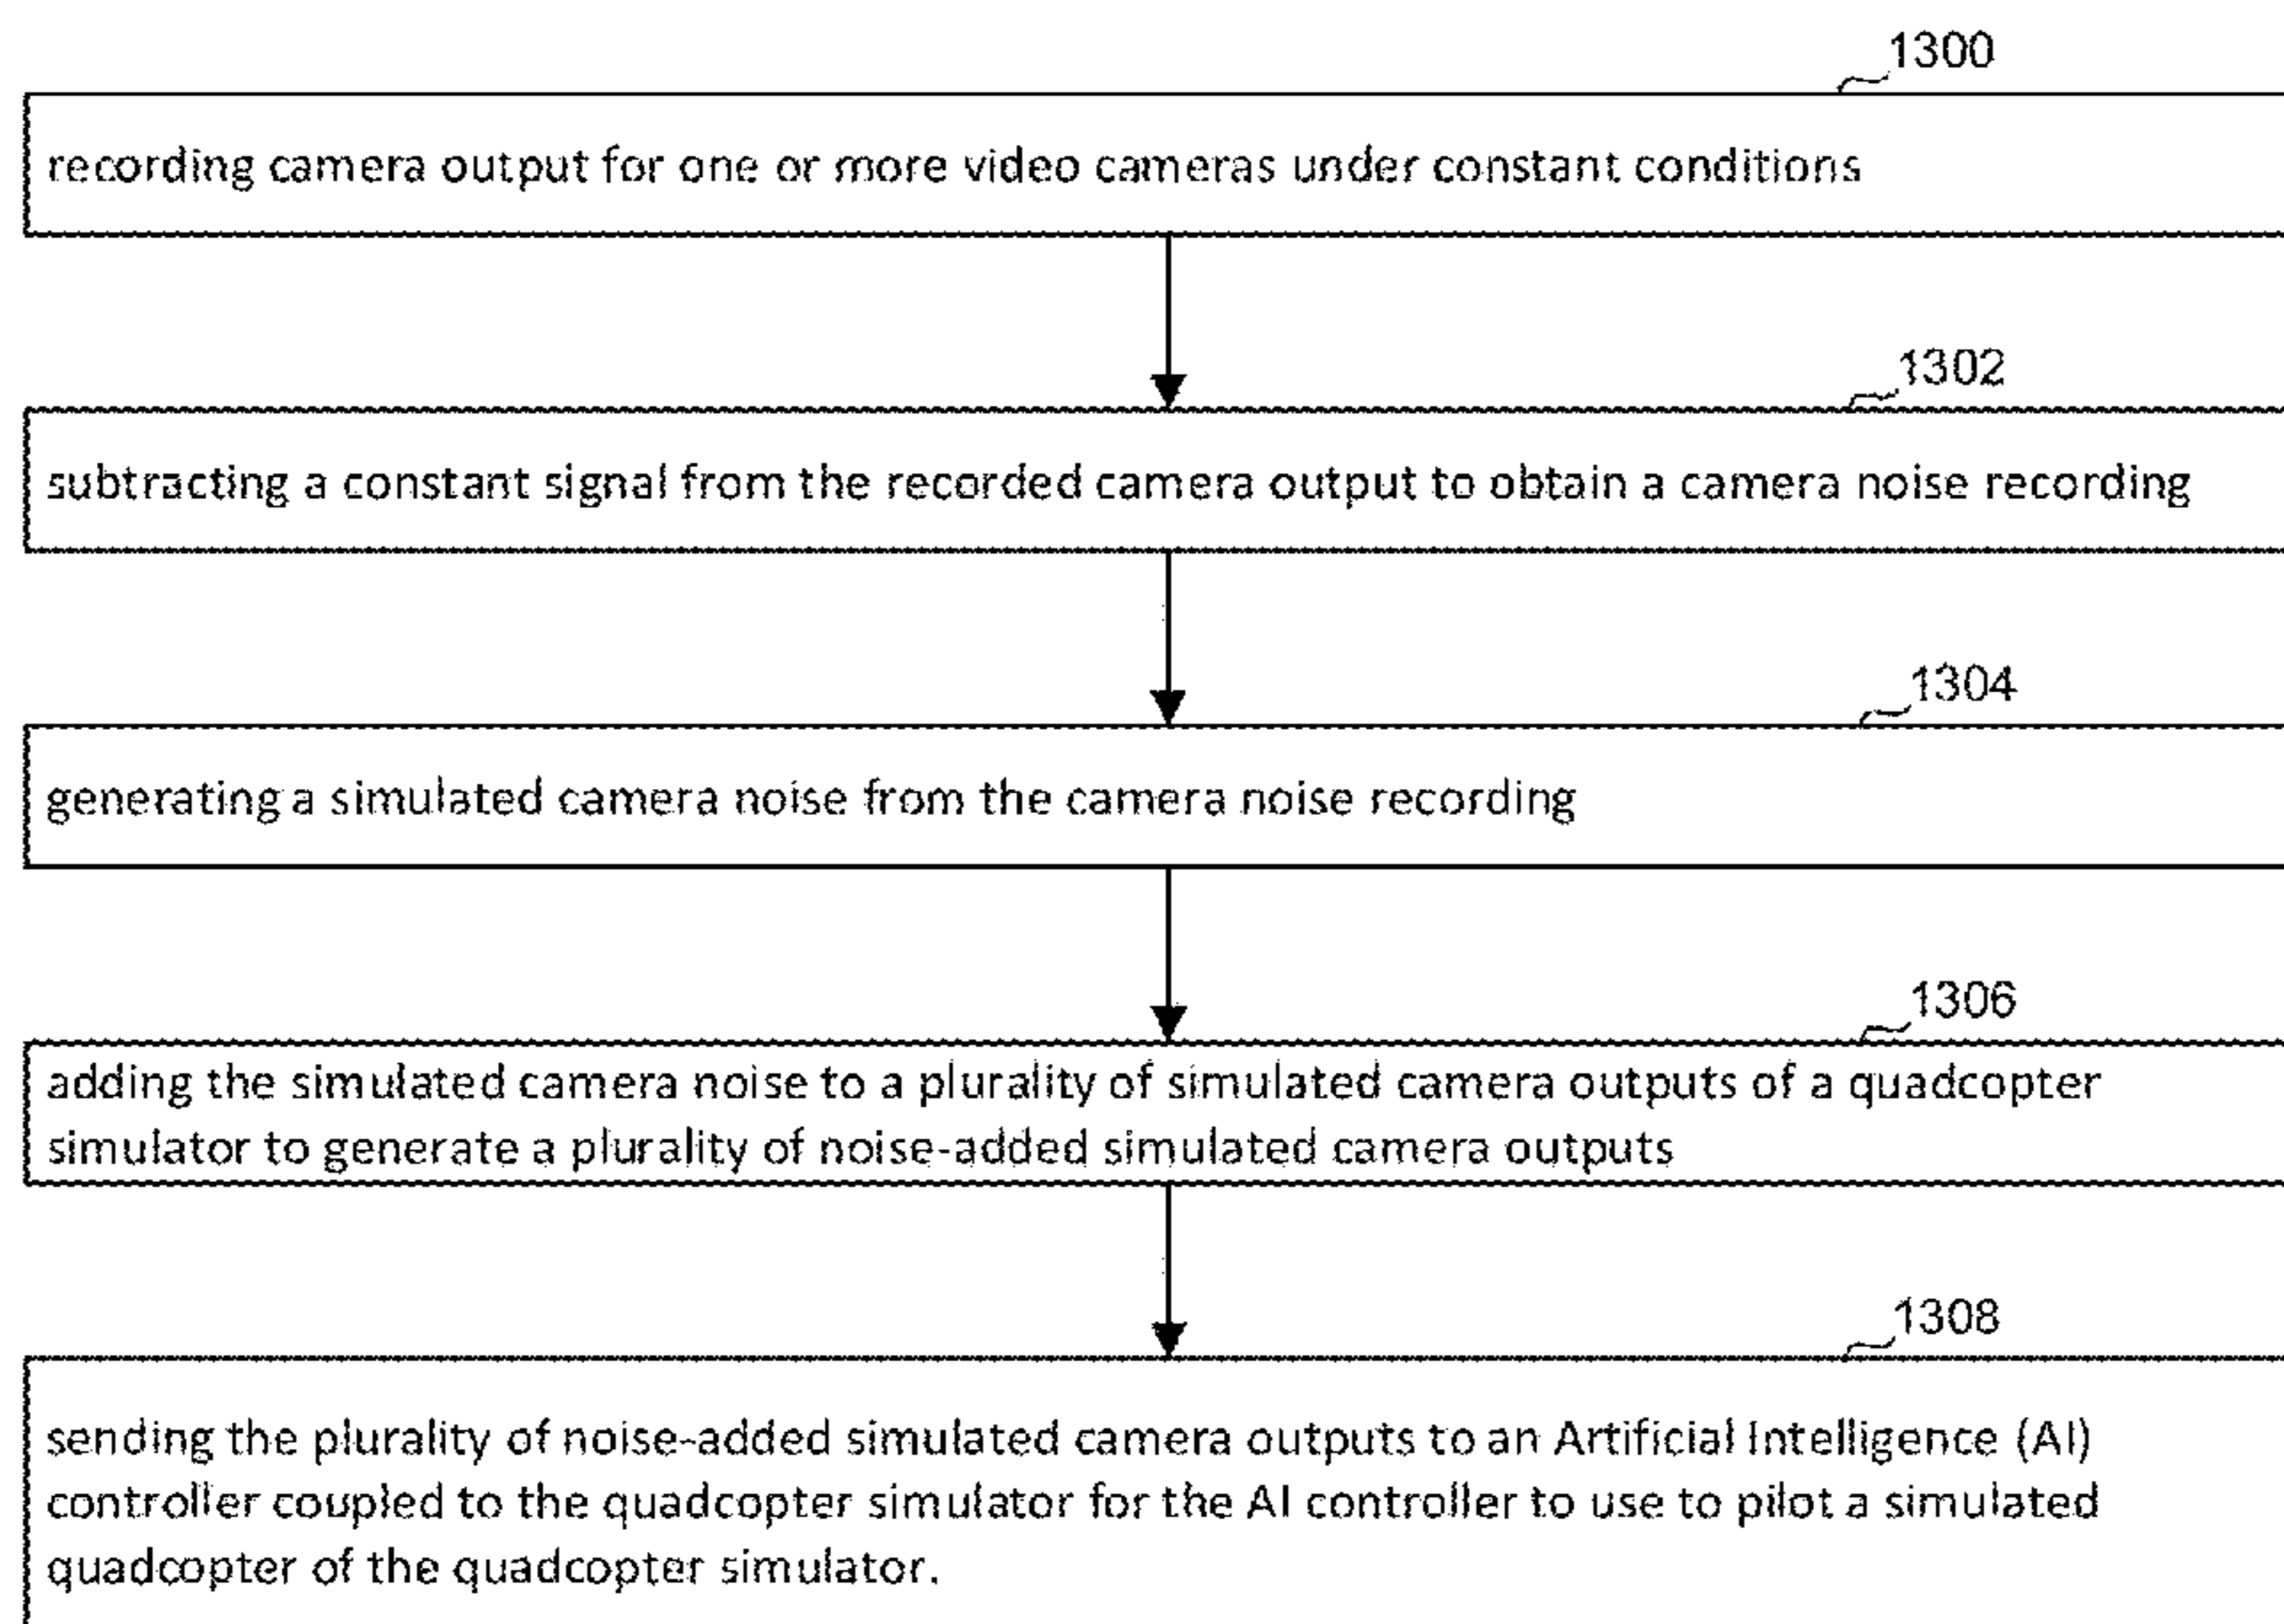 1300
recording camera output for one or more video cameras under constant conditions
1302
subtracting a constant signal from the recorded camera output to obtain a camera noise recording
1304
generating a simulated camera noise from the camera noise recording
1306
adding the simulated camera noise to a plurality of simulated camera outputs of a quadcopter
simulator to generate a plurality of noise-added simulated camera outputs
1308
sending the plurality of noise-added simulated camera outputs to an Artificial Intelligence (AI)
controller coupled to the quadcopter simulator for the AI controller to use to pilot a simulated
quadcopter of the quadcopter simulator.